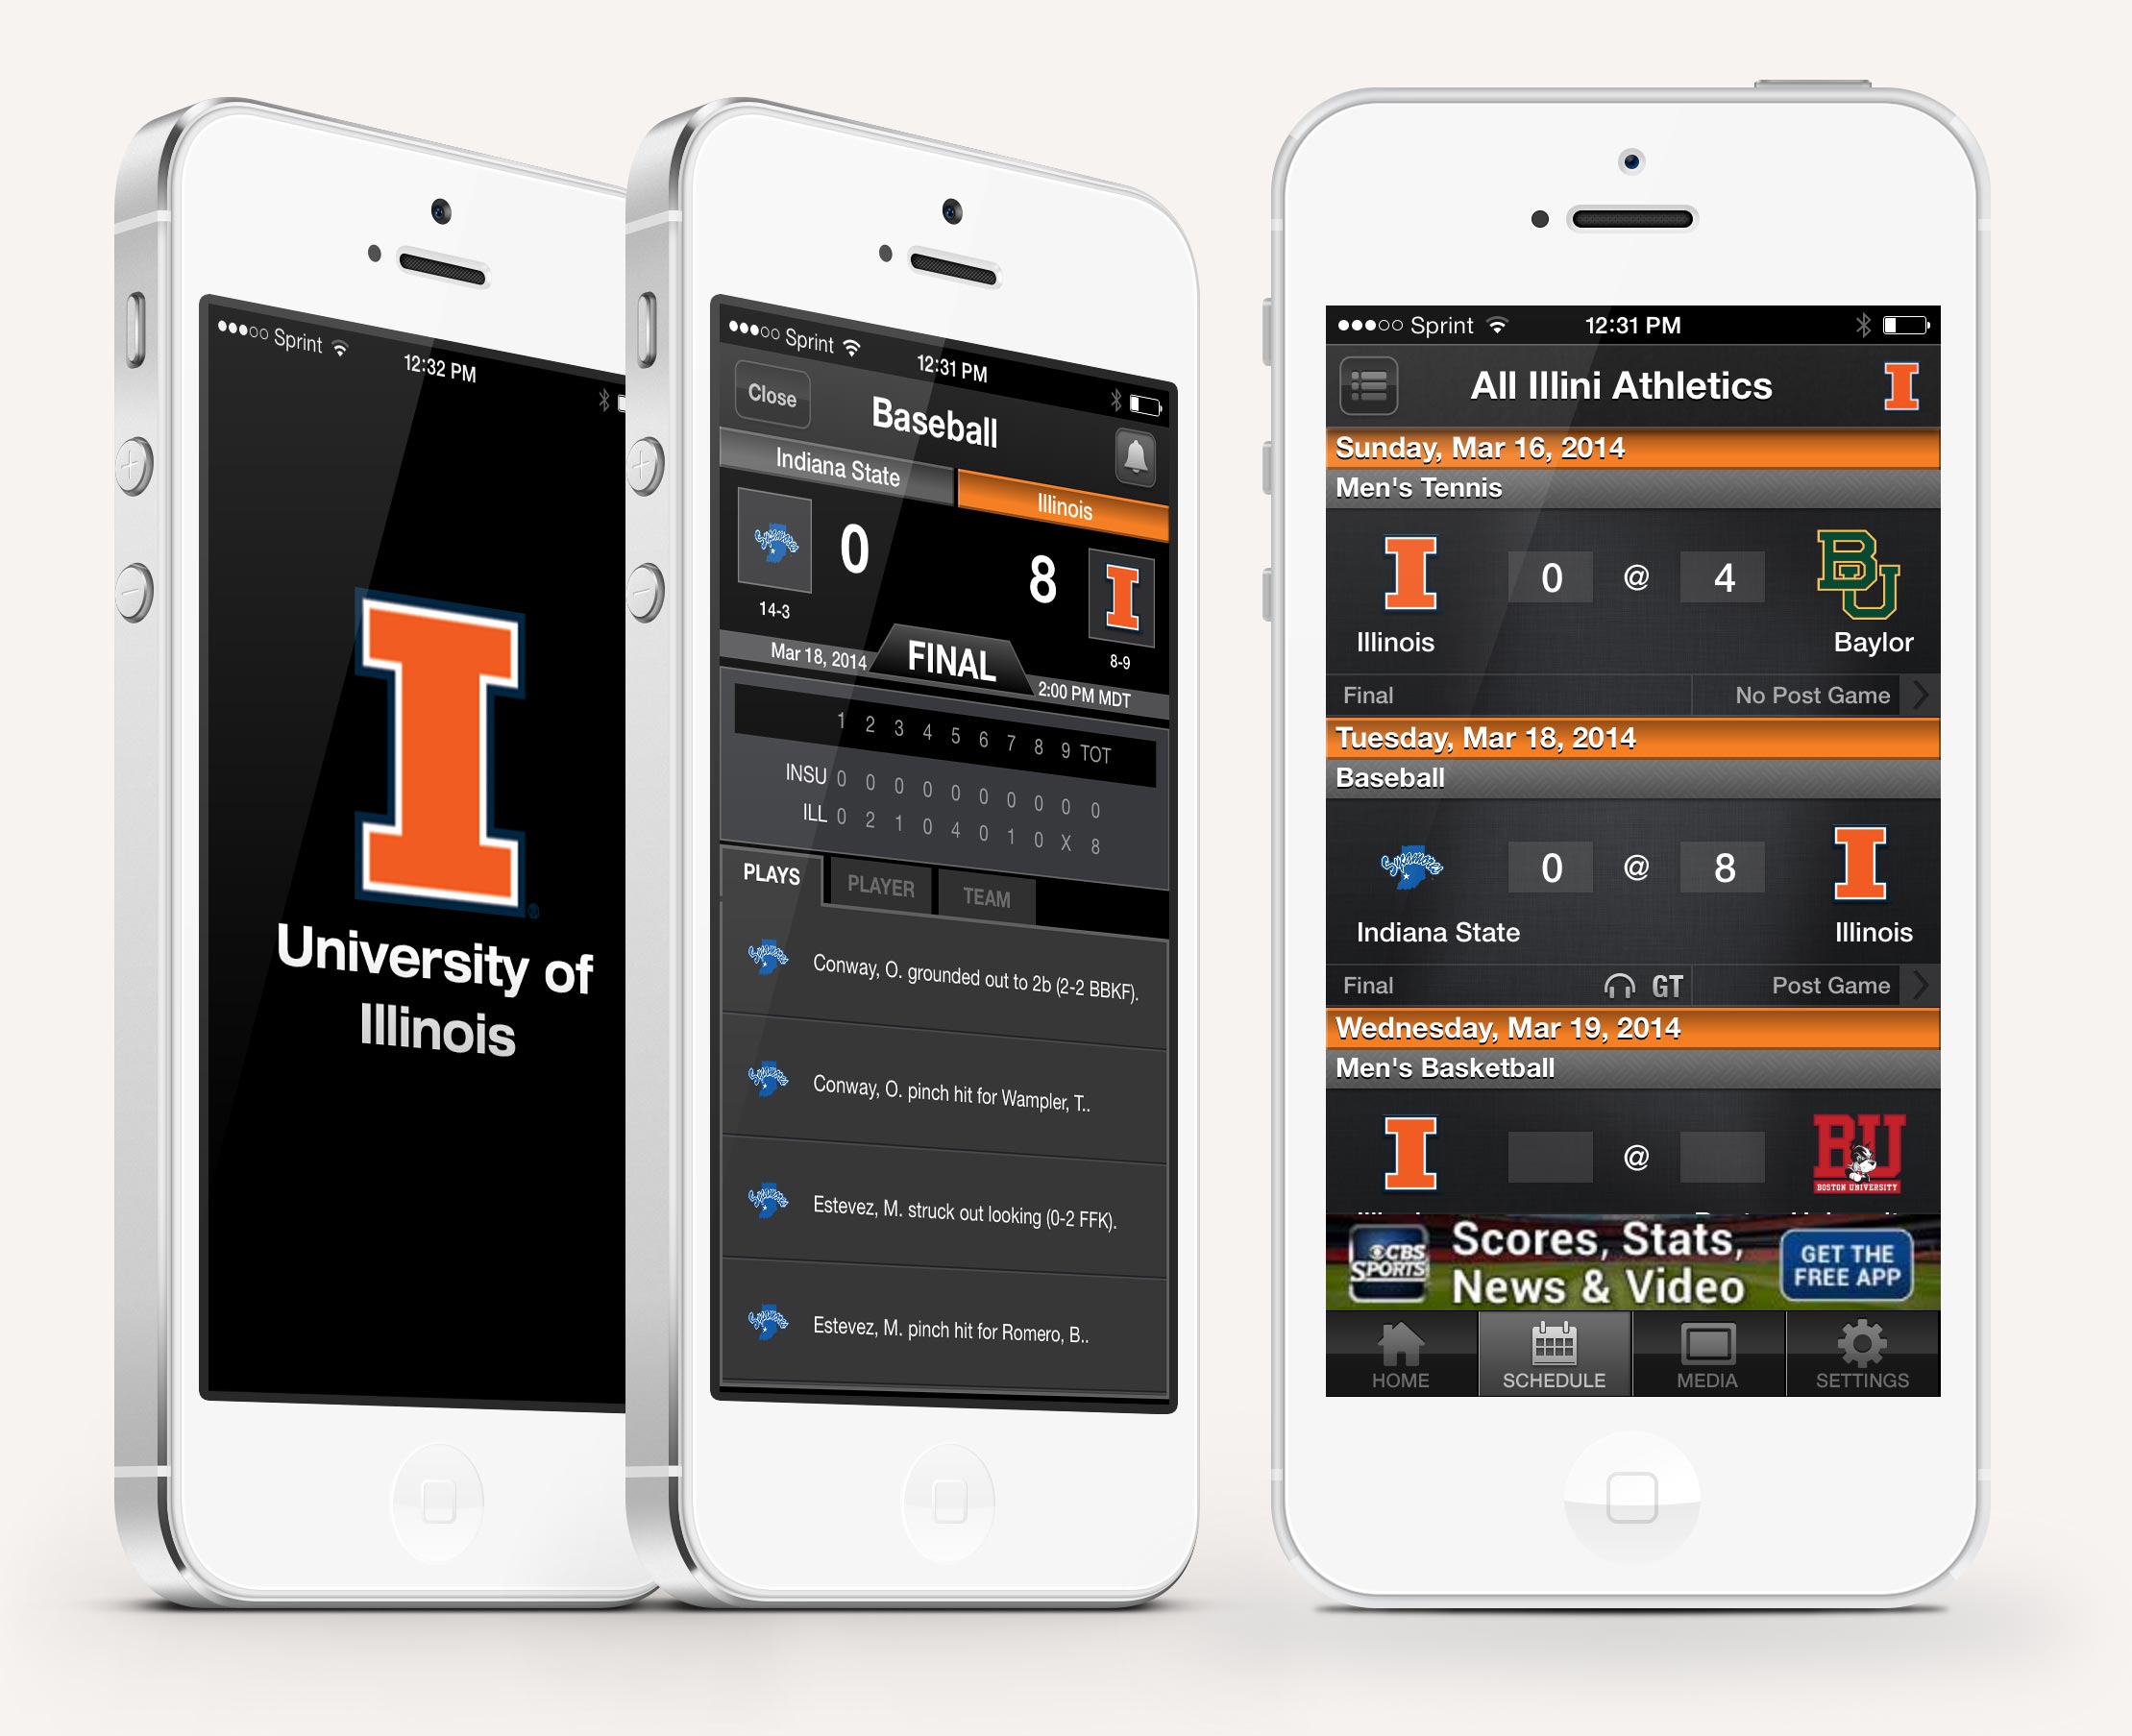 Sprint
12:32 PM
I
®
University of
Illinois
Sprint
12:31 PM
Close
Baseball
Indiana State
Illinois
Sycamores
0
8
I
14-3
8-9
Mar 18, 2014
FINAL
2:00 PM MDT
1 2 3 4 5 6 7 8 9 TOT
INSU 0 0 0 0 0 0 0 0 0 0
ILL 0 2 1 0 4 0 1 0 X 8
PLAYS
PLAYER
TEAM
Conway, O. grounded out to 2b (2-2 BBKF).
Conway, O. pinch hit for Wampler, T..
Estevez, M. struck out looking (0-2 FFK).
Estevez, M. pinch hit for Romero, B..
Sprint
12:31 PM
All Illini Athletics
I
Sunday, Mar 16, 2014
Men's Tennis
I
0 @ 4
BU
Illinois
Baylor
Final
No Post Game
Tuesday, Mar 18, 2014
Baseball
Sycamores
0 @ 8
I
Indiana State
Illinois
Final
GT
Post Game
Wednesday, Mar 19, 2014
Men's Basketball
I
@
BU
BOSTON UNIVERSITY
CBS
SPORTS
Scores, Stats,
News & Video
GET THE
FREE APP
HOME
SCHEDULE
MEDIA
SETTINGS